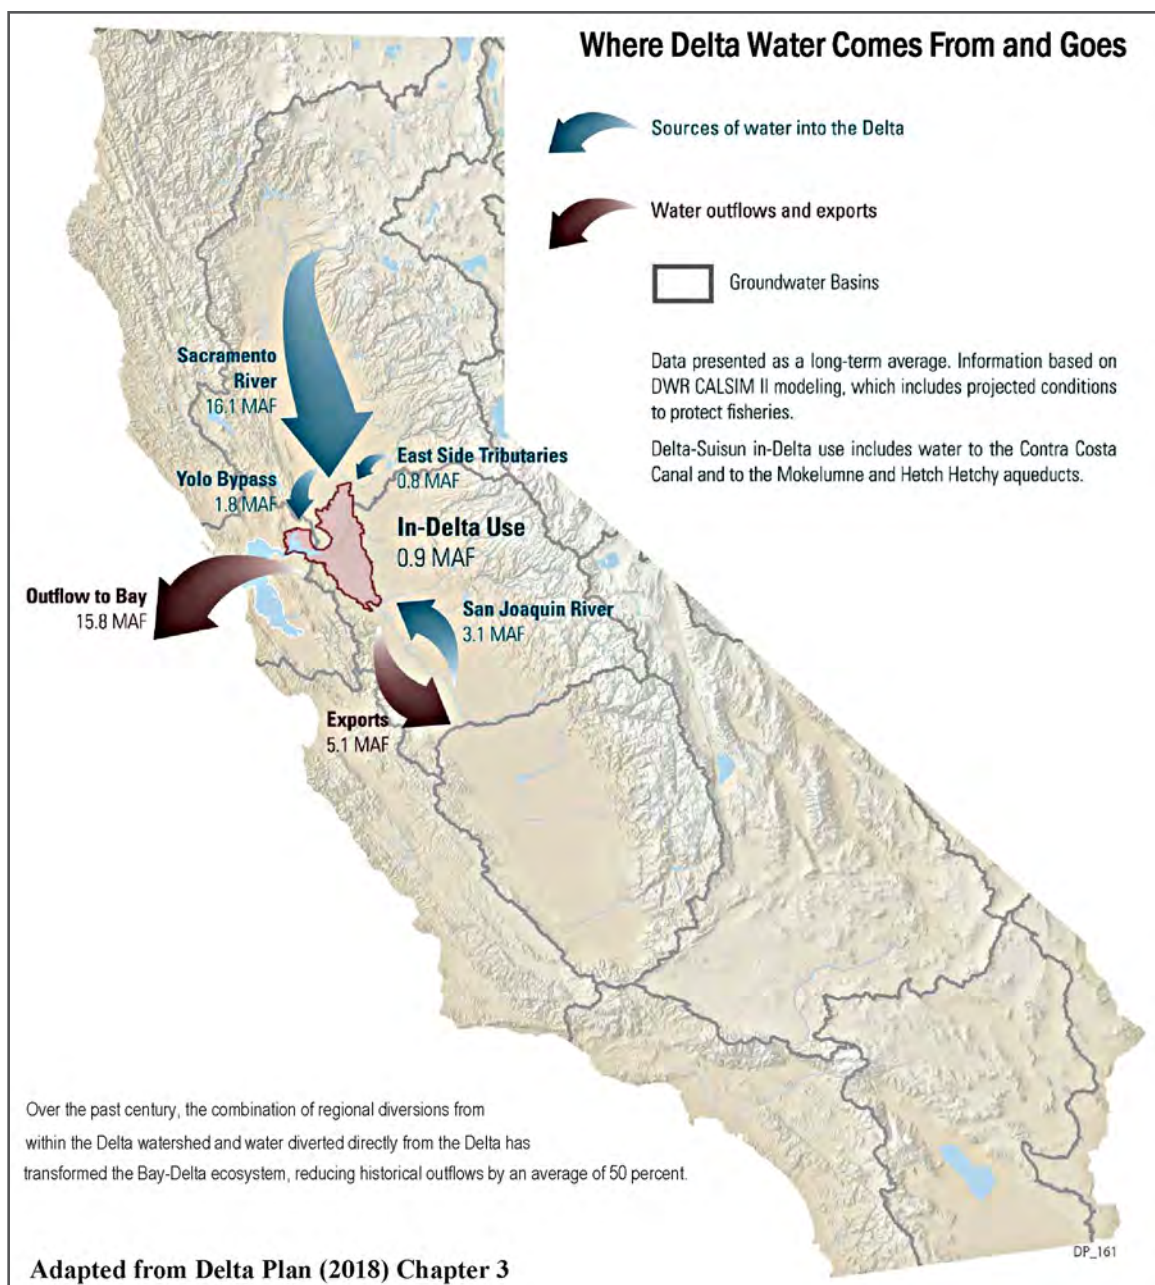 Where Delta Water Comes From and Goes
Sources of water into the Delta
Water outflows and exports
Groundwater Basins
Data presented as a long-term average. Information based on
DWR CALSIM II modeling, which includes projected conditions
to protect fisheries.
Delta-Suisun in-Delta use includes water to the Contra Costa
Canal and to the Mokelumne and Hetch Hetchy aqueducts.
Sacramento
River
16.1 MAF
East Side Tributaries
0.8 MAF
Yolo Bypass
1.8 MAF
In-Delta Use
0.9 MAF
Outflow to Bay
15.8 MAF
San Joaquin River
3.1 MAF
Exports
5.1 MAF
Over the past century, the combination of regional diversions from
within the Delta watershed and water diverted directly from the Delta has
transformed the Bay-Delta ecosystem, reducing historical outflows by an average of 50 percent.
DP_161
Adapted from Delta Plan (2018) Chapter 3